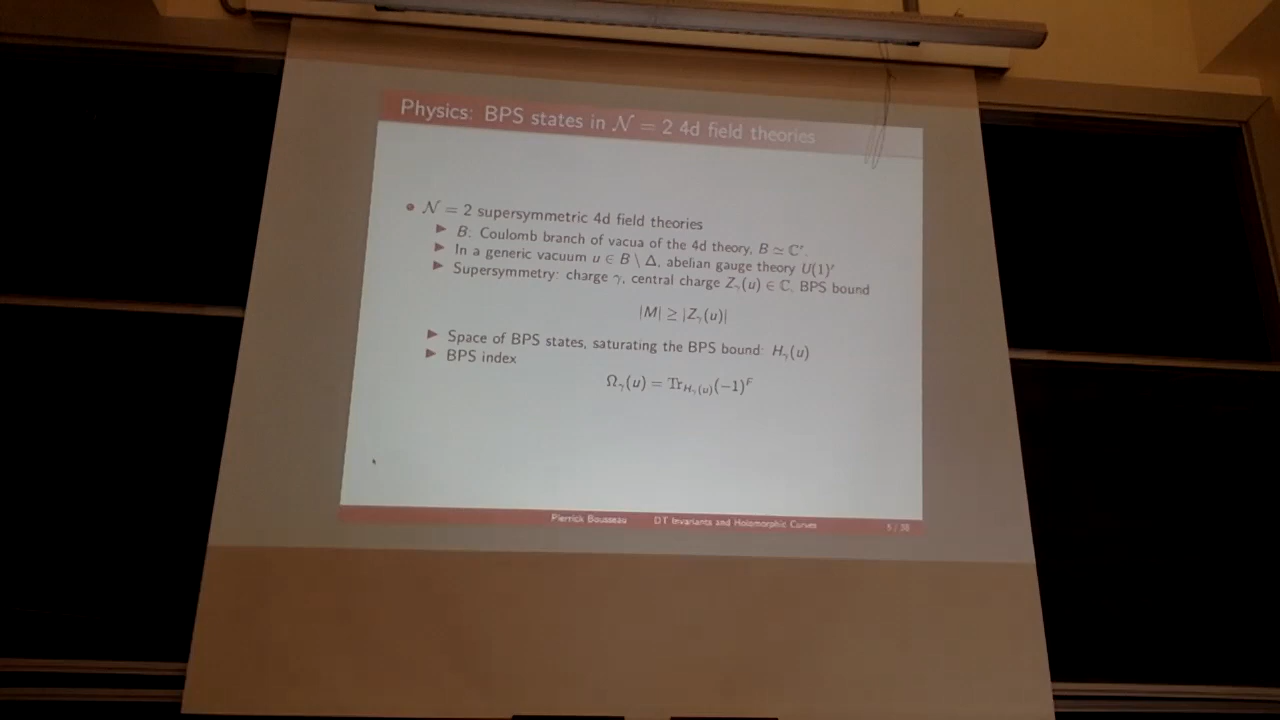 Physics: BPS states in 𝒩 = 2 4d field theories
• 𝒩 = 2 supersymmetric 4d field theories
▶ B: Coulomb branch of vacua of the 4d theory, B ≃ ℂʳ.
▶ In a generic vacuum u ∈ B \ Δ, abelian gauge theory U(1)ʳ
▶ Supersymmetry: charge γ, central charge Z_γ(u) ∈ ℂ, BPS bound
|M| ≥ |Z_γ(u)|
▶ Space of BPS states, saturating the BPS bound: H_γ(u)
▶ BPS index
Ω_γ(u) = Tr_{H_γ(u)}(−1)^F
Pierrick Bousseau DT Invariants and Holomorphic Curves 5 / 38